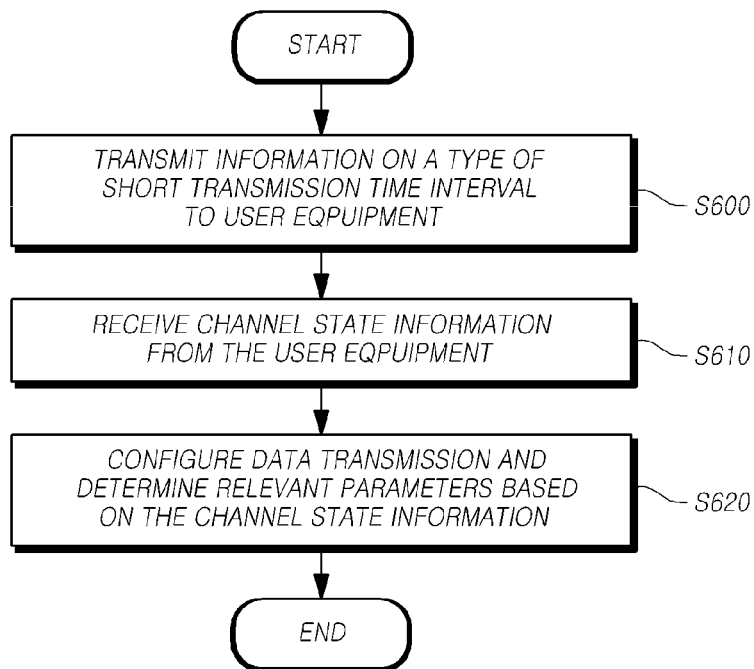 START
TRANSMIT INFORMATION ON A TYPE OF
SHORT TRANSMISSION TIME INTERVAL
TO USER EQPUIPMENT
S600
RECEIVE CHANNEL STATE INFORMATION
FROM THE USER EQPUIPMENT
S610
CONFIGURE DATA TRANSMISSION AND
DETERMINE RELEVANT PARAMETERS BASED
ON THE CHANNEL STATE INFORMATION
S620
END